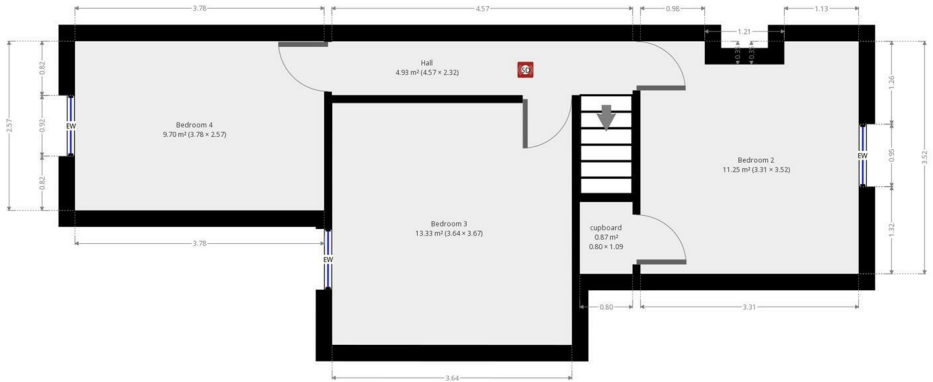 3.78
4.57
0.98
1.13
1.21
0.82
Hall
4.93 m² (4.57 × 2.32)
SD
1.26
2.57
0.92
EW
Bedroom 4
9.70 m² (3.78 × 2.57)
EW
0.95
3.52
Bedroom 2
11.25 m² (3.31 × 3.52)
0.82
Bedroom 3
13.33 m² (3.64 × 3.67)
cupboard
0.87 m²
0.80 × 1.09
1.32
3.78
EW
0.80
3.31
3.64